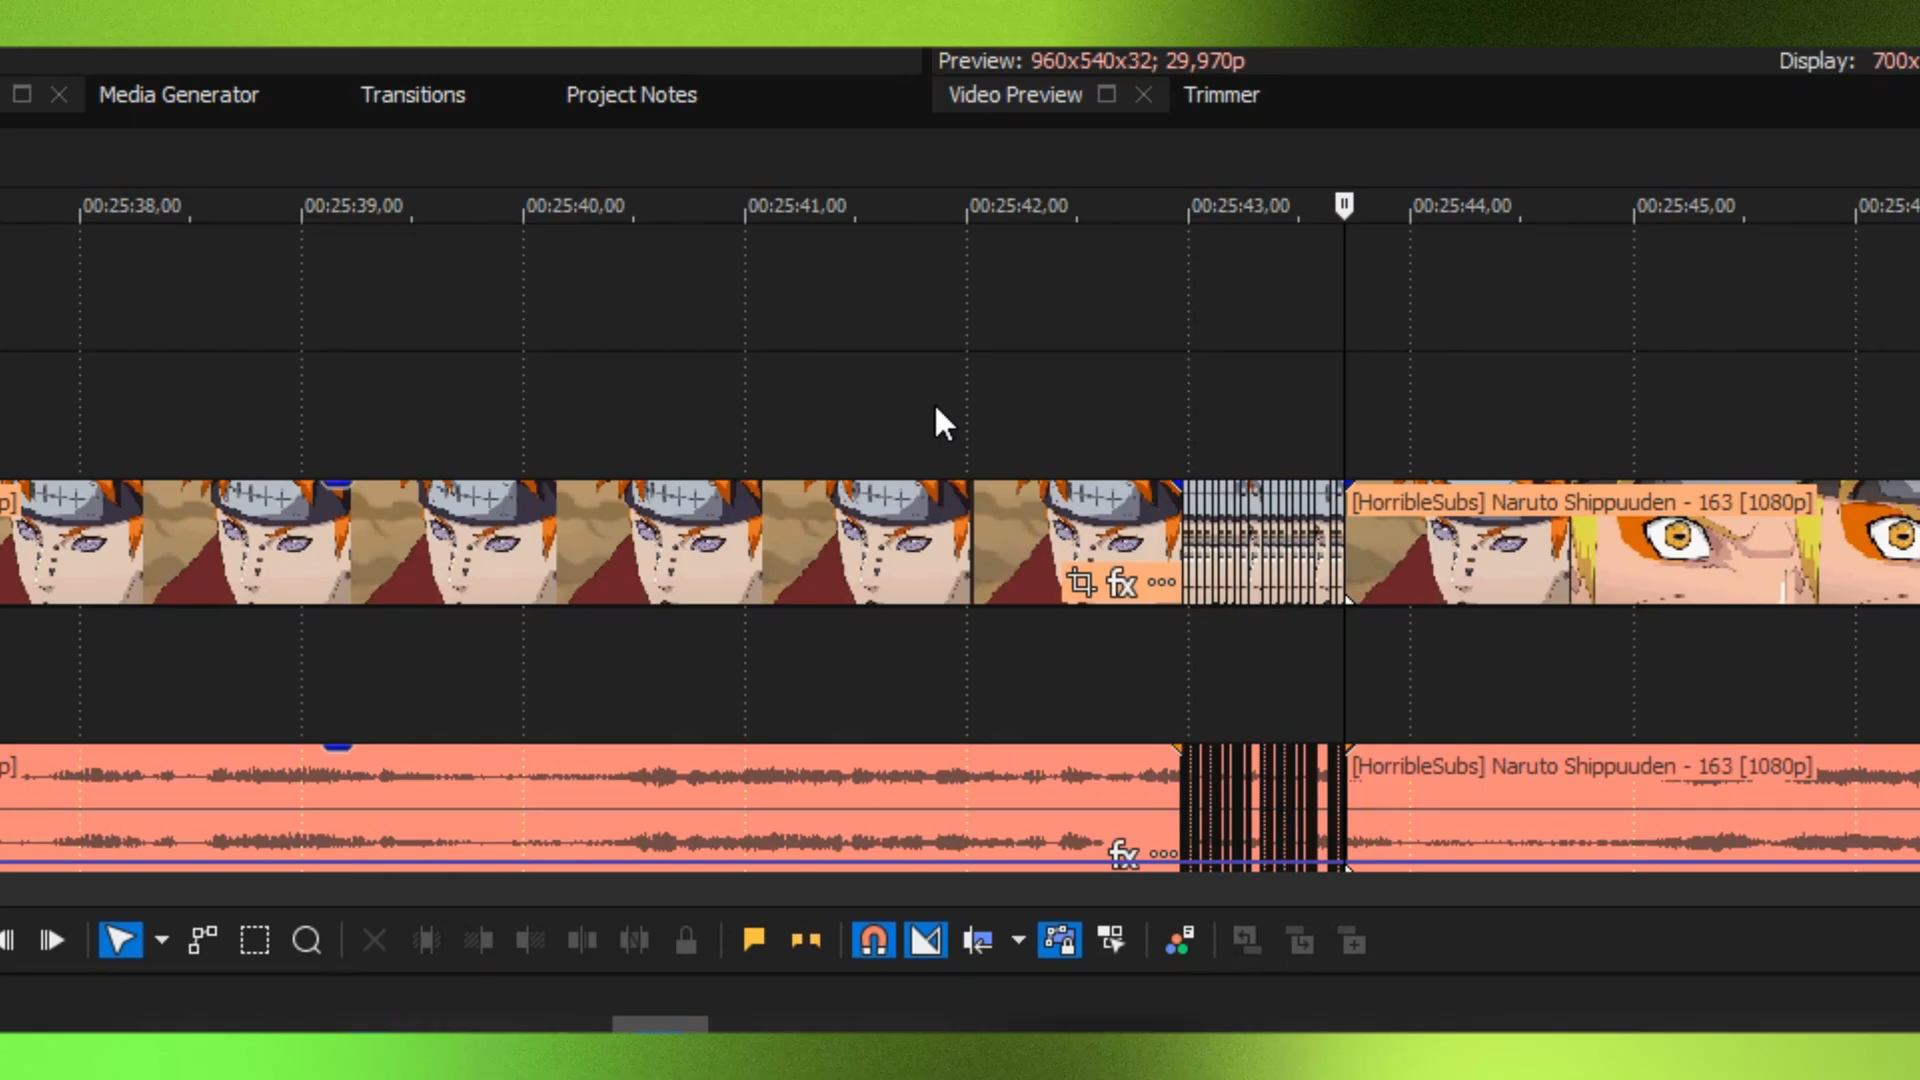 Preview: 960x540x32; 29,970p
Display: 700x
Media Generator
Transitions
Project Notes
Video Preview
Trimmer
00:25:38,00
00:25:39,00
00:25:40,00
00:25:41,00
00:25:42,00
00:25:43,00
00:25:44,00
00:25:45,00
00:25:4
p]
fx
[HorribleSubs] Naruto Shippuuden - 163 [1080p]
p]
[HorribleSubs] Naruto Shippuuden - 163 [1080p]
fx